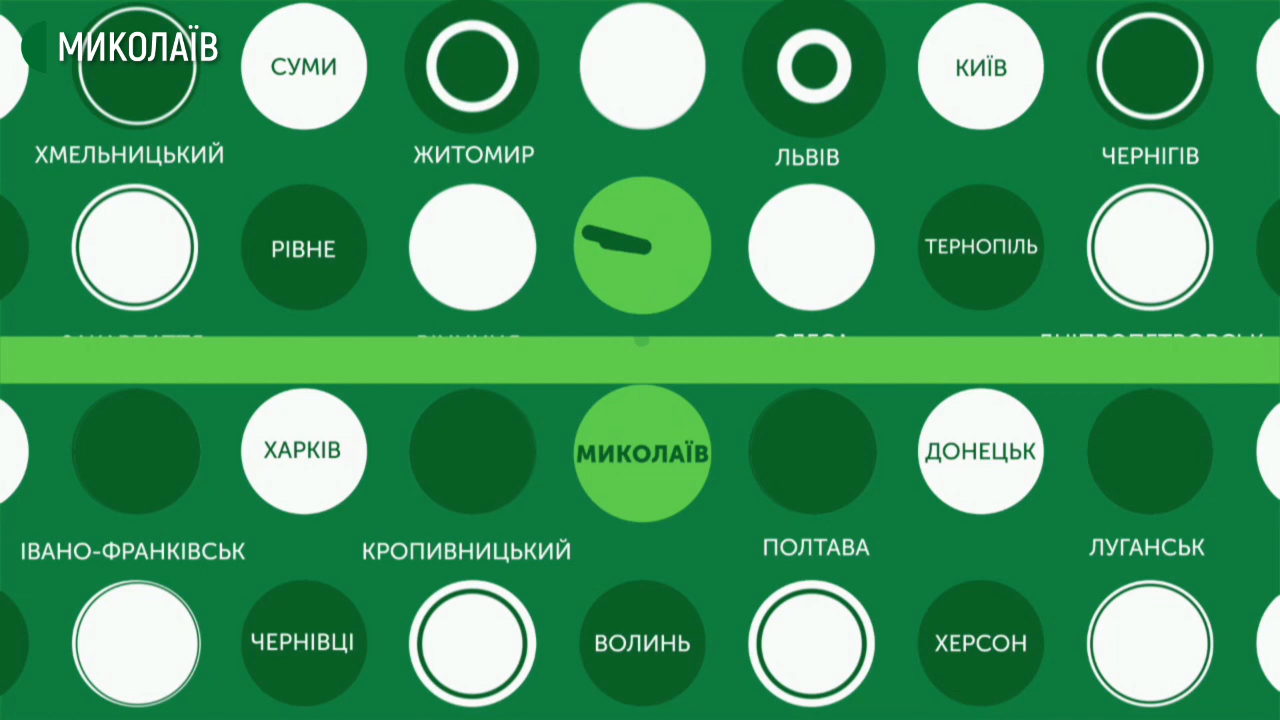 МИКОЛАЇВ
СУМИ
КИЇВ
ХМЕЛЬНИЦЬКИЙ
ЖИТОМИР
ЛЬВІВ
ЧЕРНІГІВ
РІВНЕ
ТЕРНОПІЛЬ
ХАРКІВ
МИКОЛАЇВ
ДОНЕЦЬК
ІВАНО-ФРАНКІВСЬК
КРОПИВНИЦЬКИЙ
ПОЛТАВА
ЛУГАНСЬК
ЧЕРНІВЦІ
ВОЛИНЬ
ХЕРСОН